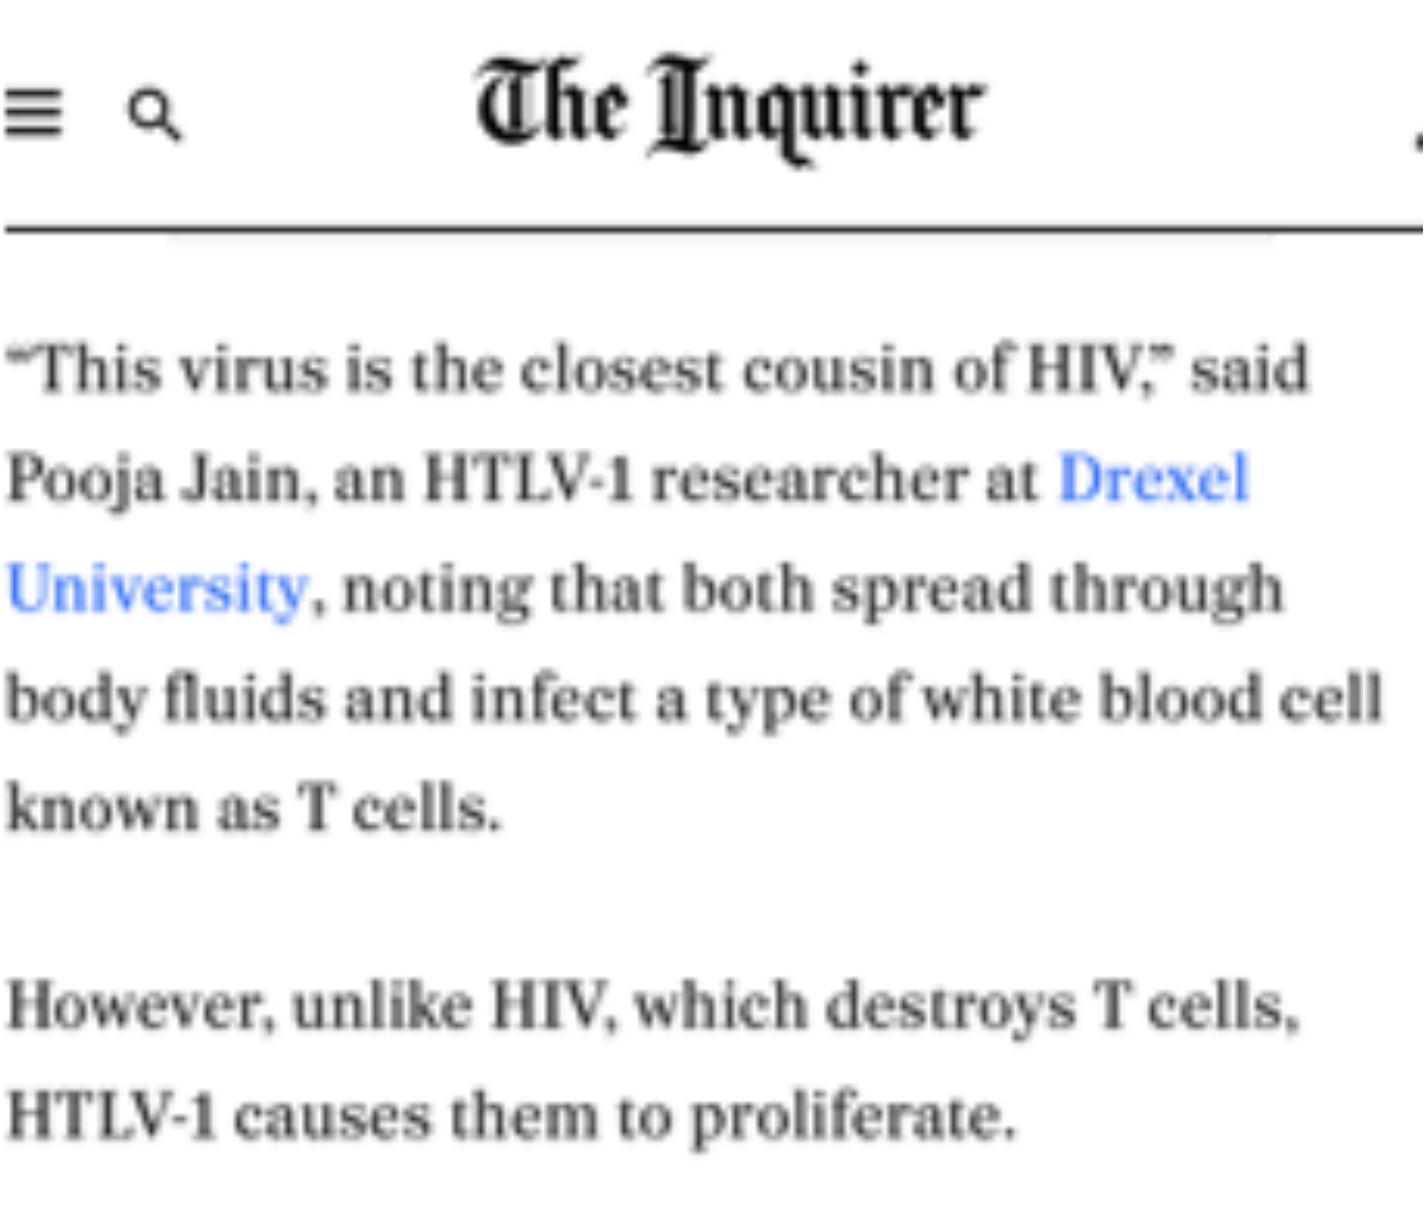 The Inquirer
“This virus is the closest cousin of HIV,” said
Pooja Jain, an HTLV-1 researcher at Drexel
University, noting that both spread through
body fluids and infect a type of white blood cell
known as T cells.
However, unlike HIV, which destroys T cells,
HTLV-1 causes them to proliferate.